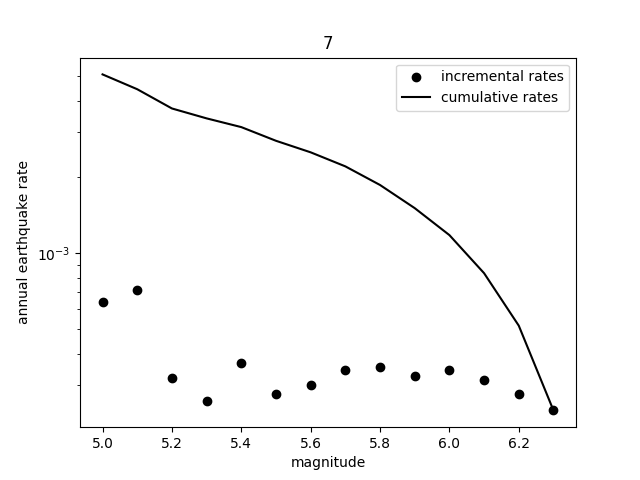 7
incremental rates
cumulative rates
annual earthquake rate
10⁻³
5.0 5.2 5.4 5.6 5.8 6.0 6.2
magnitude